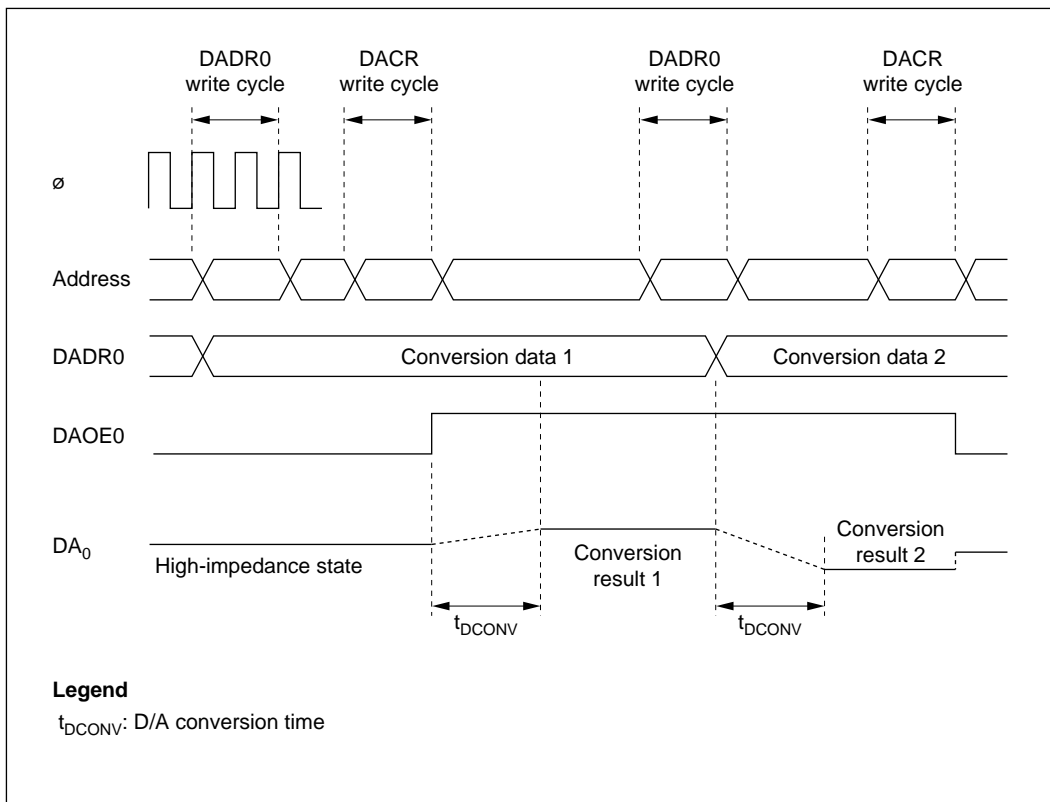 DADR0 DACR DADR0 DACR
write cycle write cycle write cycle write cycle
ø
Address
DADR0 Conversion data 1 Conversion data 2
DAOE0
DA0 Conversion
High-impedance state Conversion result 2
result 1
tDCONV tDCONV
Legend
tDCONV: D/A conversion time